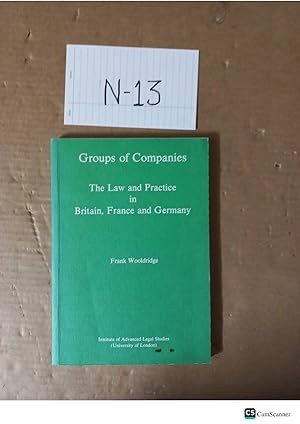 N-13
Groups of Companies
The Law and Practice
in
Britain, France and Germany
Frank Wooldridge
Institute of Advanced Legal Studies
(University of London)
CS CamScanner